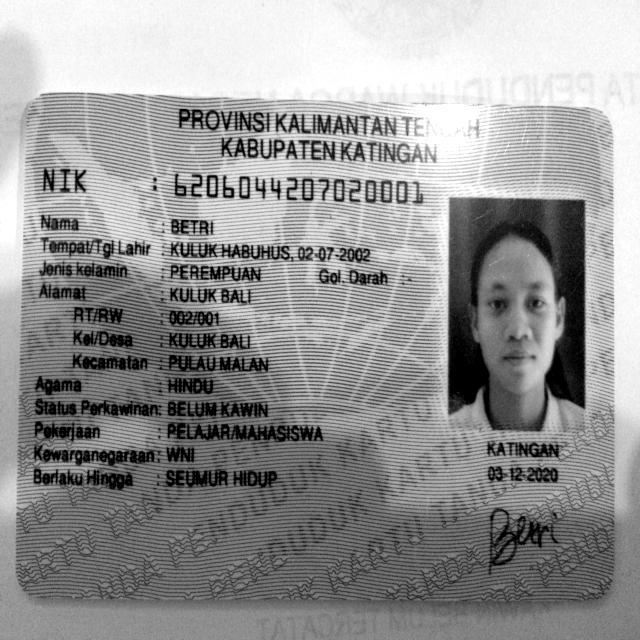 PROVINSI KALIMANTAN TENGAH
KABUPATEN KATINGAN
NIK : 6206044207020001
Nama : BETRI
Tempat/Tgl Lahir : KULUK HABUHUS, 02-07-2002
Jenis kelamin : PEREMPUAN Gol. Darah : -
Alamat : KULUK BALI
RT/RW : 002/001
Kel/Desa : KULUK BALI
Kecamatan : PULAU MALAN
Agama : HINDU
Status Perkawinan: BELUM KAWIN
Pekerjaan : PELAJAR/MAHASISWA
Kewarganegaraan: WNI
Berlaku Hingga : SEUMUR HIDUP
KATINGAN
03-12-2020
Betri